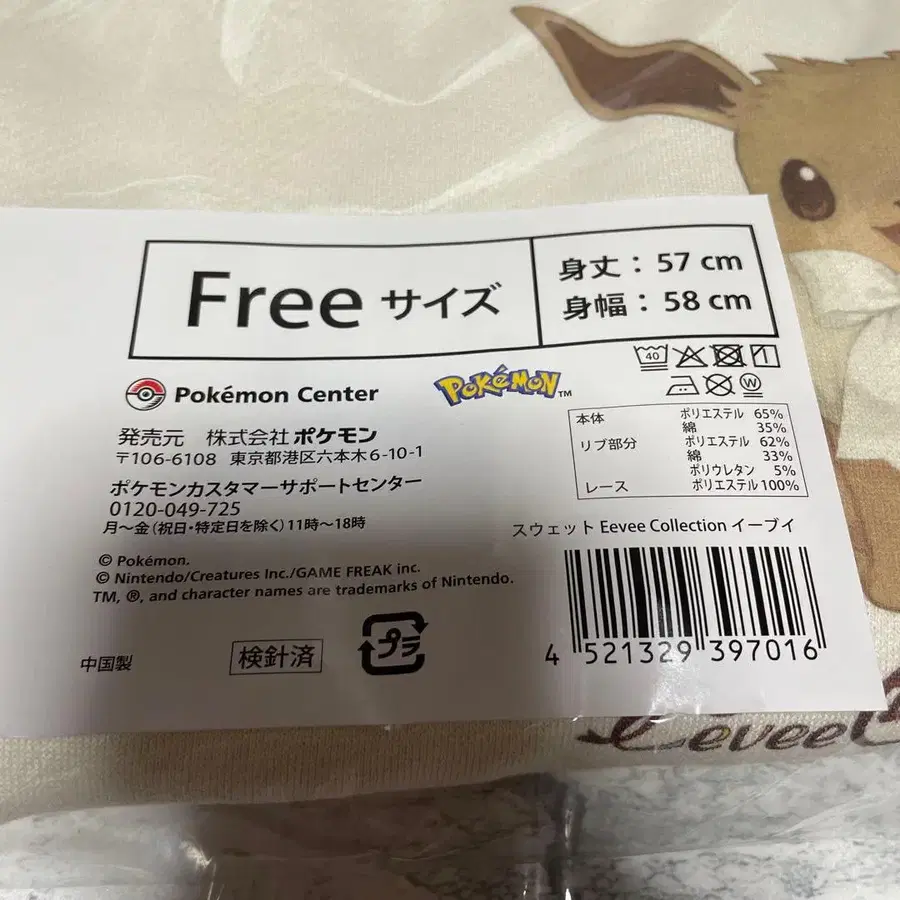 Free サイズ
身丈：57 cm
身幅：58 cm
40
Pokémon Center
POKéMON™
W
発売元　株式会社 ポケモン
〒106-6108　東京都港区六本木6-10-1
ポケモンカスタマーサポートセンター
0120-049-725
月～金（祝日・特定日を除く）11時～18時
本体　ポリエステル 65%
綿 35%
リブ部分　ポリエステル 62%
綿 33%
ポリウレタン 5%
レース　ポリエステル100%
スウェット Eevee Collection イーブイ
© Pokémon.
© Nintendo/Creatures Inc./GAME FREAK inc.
TM, ®, and character names are trademarks of Nintendo.
中国製
検針済
プラ
4 521329 397016
Eevee